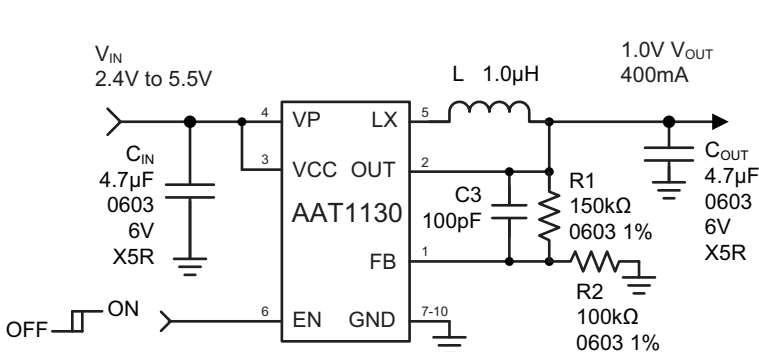 VIN
2.4V to 5.5V
1.0V VOUT
400mA
L 1.0µH
4 VP LX 5
3 VCC OUT 2
AAT1130
FB 1
6 EN GND 7-10
CIN
4.7µF
0603
6V
X5R
C3
100pF
R1
150kΩ
0603 1%
COUT
4.7µF
0603
6V
X5R
R2
100kΩ
0603 1%
OFF ON